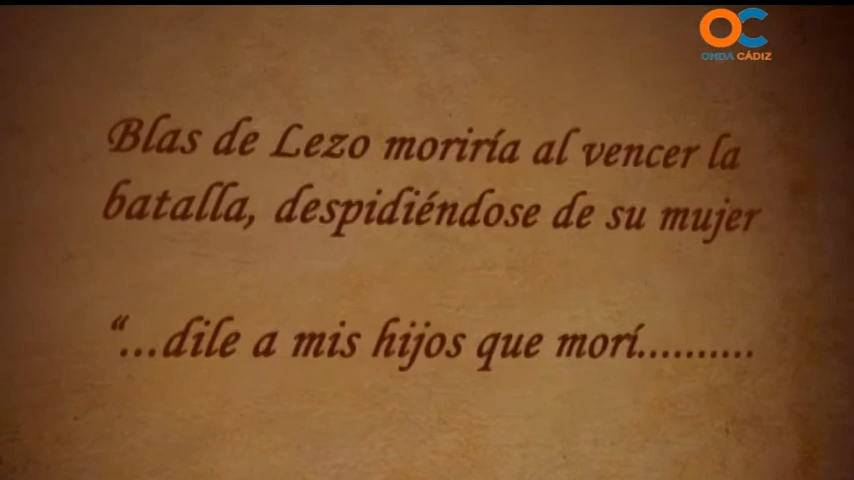 OC
ONDA CÁDIZ
Blas de Lezo moriría al vencer la
batalla, despidiéndose de su mujer
“...dile a mis hijos que morí..........